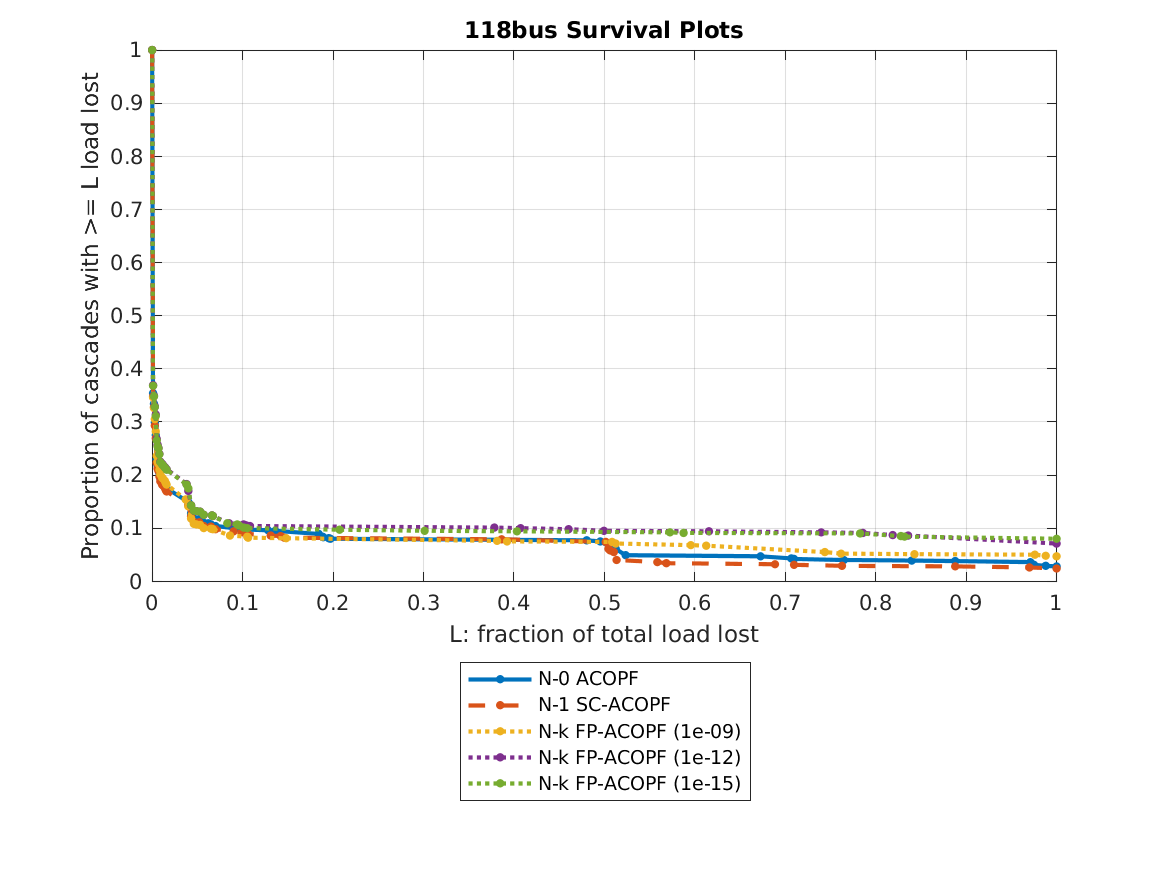 118bus Survival Plots
Proportion of cascades with >= L load lost
1
0.9
0.8
0.7
0.6
0.5
0.4
0.3
0.2
0.1
0
0 0.1 0.2 0.3 0.4 0.5 0.6 0.7 0.8 0.9 1
L: fraction of total load lost
N-0 ACOPF
N-1 SC-ACOPF
N-k FP-ACOPF (1e-09)
N-k FP-ACOPF (1e-12)
N-k FP-ACOPF (1e-15)